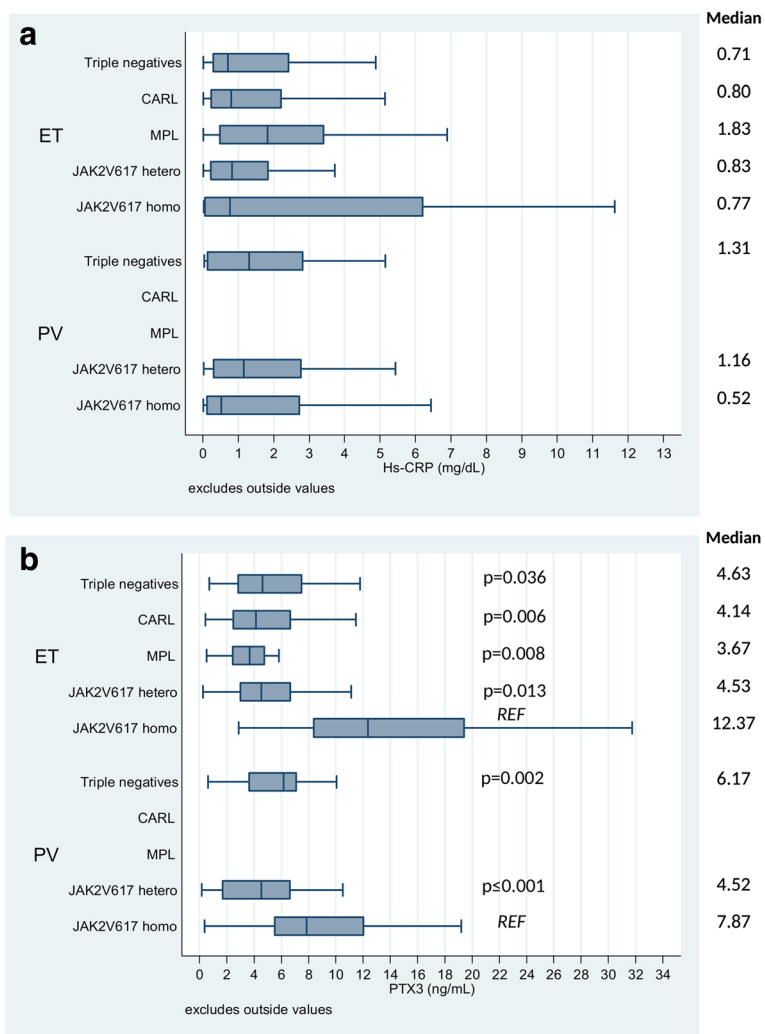 Median
a
Triple negatives 0.71
CARL 0.80
ET MPL 1.83
JAK2V617 hetero 0.83
JAK2V617 homo 0.77
Triple negatives 1.31
CARL
PV MPL
JAK2V617 hetero 1.16
JAK2V617 homo 0.52
0 1 2 3 4 5 6 7 8 9 10 11 12 13
Hs-CRP (mg/dL)
excludes outside values
Median
b
Triple negatives p=0.036 4.63
CARL p=0.006 4.14
ET MPL p=0.008 3.67
JAK2V617 hetero p=0.013 4.53
JAK2V617 homo REF 12.37
Triple negatives p=0.002 6.17
CARL
PV MPL
JAK2V617 hetero p≤0.001 4.52
JAK2V617 homo REF 7.87
0 2 4 6 8 10 12 14 16 18 20 22 24 26 28 30 32 34
PTX3 (ng/mL)
excludes outside values